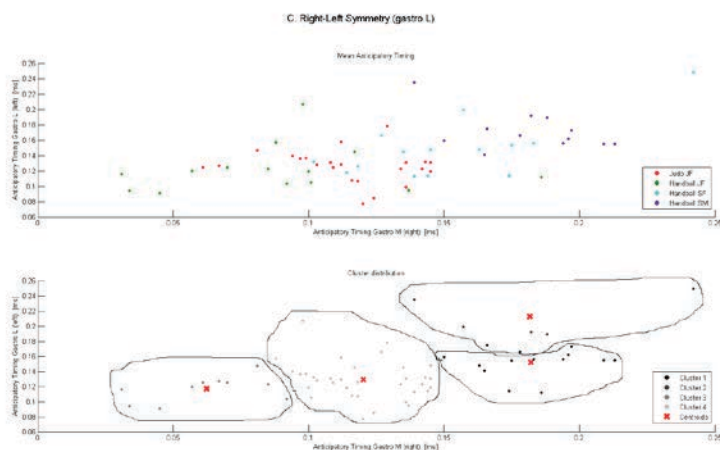 C. Right-Left Symmetry (gastro L)
Mean Anticipatory Timing
Anticipatory Timing Gastro L (left) [ms]
0.26
0.24
0.22
0.2
0.18
0.16
0.14
0.12
0.1
0.08
0.06
0
0.05
0.1
0.15
0.2
0.25
Anticipatory Timing Gastro M (right) [ms]
Judo JF
Handball JF
Handball SF
Handball SM
Cluster distribution
Anticipatory Timing Gastro L (left) [ms]
0.26
0.24
0.22
0.2
0.18
0.16
0.14
0.12
0.1
0.08
0.06
0
0.05
0.1
0.15
0.2
0.25
Anticipatory Timing Gastro M (right) [ms]
Cluster 1
Cluster 2
Cluster 3
Cluster 4
Centroids